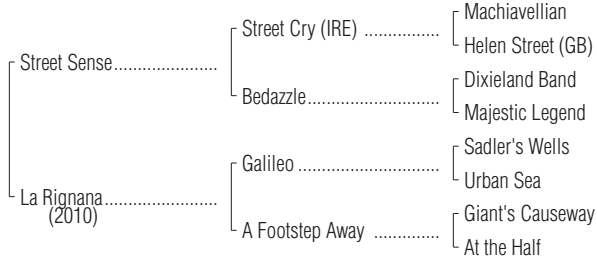 Machiavellian
Street Cry (IRE) ..................
Helen Street (GB)
Street Sense.........................
Dixieland Band
Bedazzle................................
Majestic Legend
Sadler's Wells
Galileo ..................................
Urban Sea
La Rignana...........................
(2010)
Giant's Causeway
A Footstep Away ................
At the Half